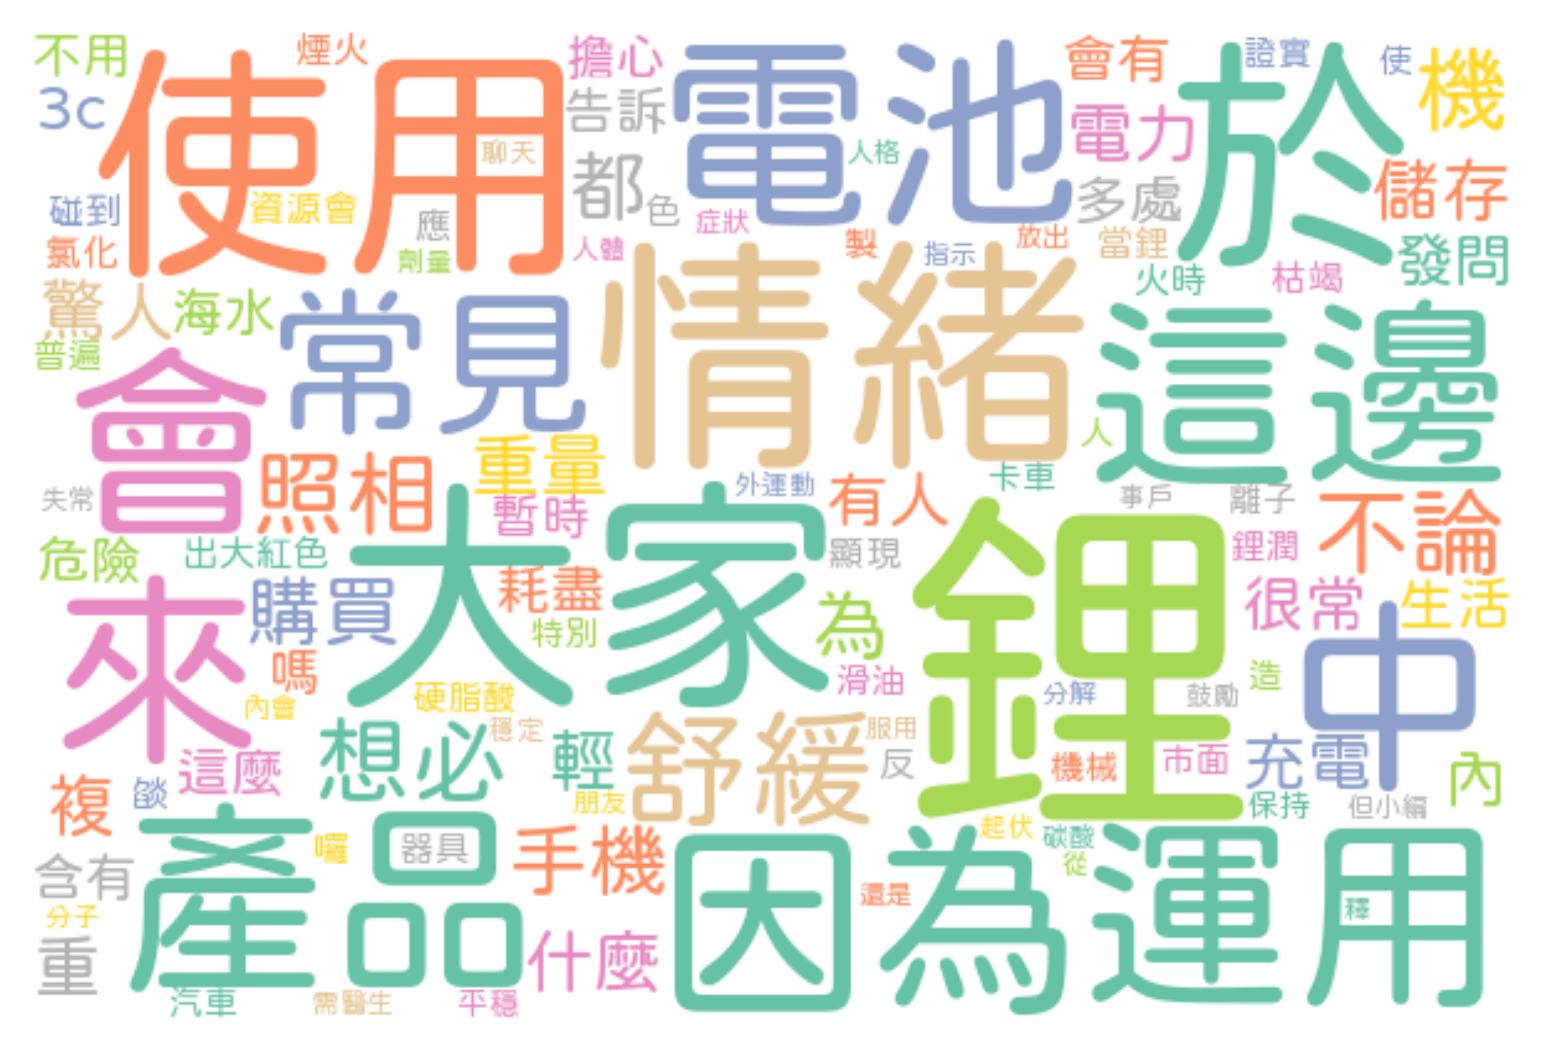 不用
煙火
擔心
電池
會有
證實
使
機
3c
使用
告訴
電力
於
聊天
都
人格
儲存
碰到
資源會
應
色
症狀
多處
氯化
劑量
人體
製
指示
放出
當鋰
發問
驚人
海水
情緒
火時
枯竭
普遍
常見
這邊
會
人
照相
重量
外運動
有人
卡車
失常
暫時
事戶
離子
不論
危險
出大紅色
大家
顯現
鋰
鋰潤
購買
耗盡
很常
生活
來
特別
為
中
嗎
滑油
造
內會
硬脂酸
分解
鼓勵
想必
穩定
輕
舒緩
服用
這麼
反
機械
市面
充電
內
複
燄
朋友
保持
但小編
產品
囉
器具
手機
因為
起伏
碳酸
從
運用
含有
還是
釋
分子
重
什麼
汽車
需醫生
平穩